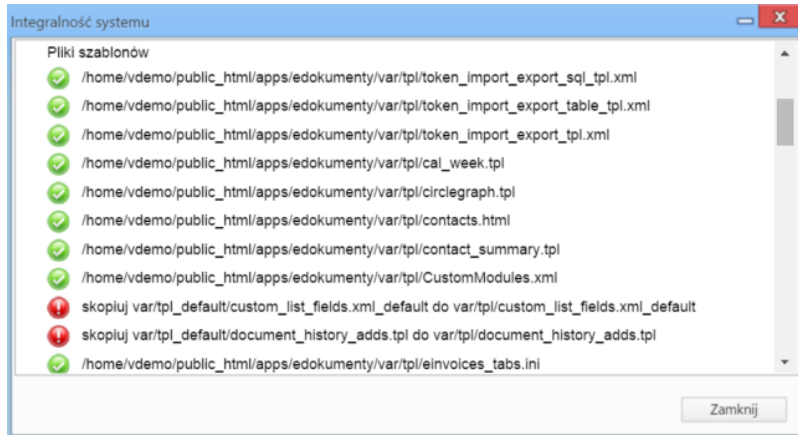 Integralność systemu
Pliki szablonów
/home/vdemo/public_html/apps/edokumenty/var/tpl/token_import_export_sql_tpl.xml
/home/vdemo/public_html/apps/edokumenty/var/tpl/token_import_export_table_tpl.xml
/home/vdemo/public_html/apps/edokumenty/var/tpl/token_import_export_tpl.xml
/home/vdemo/public_html/apps/edokumenty/var/tpl/cal_week.tpl
/home/vdemo/public_html/apps/edokumenty/var/tpl/circlegraph.tpl
/home/vdemo/public_html/apps/edokumenty/var/tpl/contacts.html
/home/vdemo/public_html/apps/edokumenty/var/tpl/contact_summary.tpl
/home/vdemo/public_html/apps/edokumenty/var/tpl/CustomModules.xml
skopiuj var/tpl_default/custom_list_fields.xml_default do var/tpl/custom_list_fields.xml_default
skopiuj var/tpl_default/document_history_adds.tpl do var/tpl/document_history_adds.tpl
/home/vdemo/public_html/apps/edokumenty/var/tpl/einvoices_tabs.ini
Zamknij